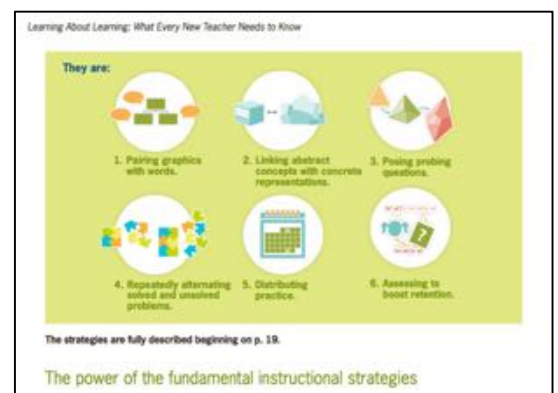 Learning About Learning: What Every New Teacher Needs to Know
They are:
1. Pairing graphics
with words.
2. Linking abstract
concepts with concrete
representations.
3. Posing probing
questions.
4. Repeatedly alternating
solved and unsolved
problems.
5. Distributing
practice.
6. Assessing to
boost retention.
The strategies are fully described beginning on p. 19.
The power of the fundamental instructional strategies